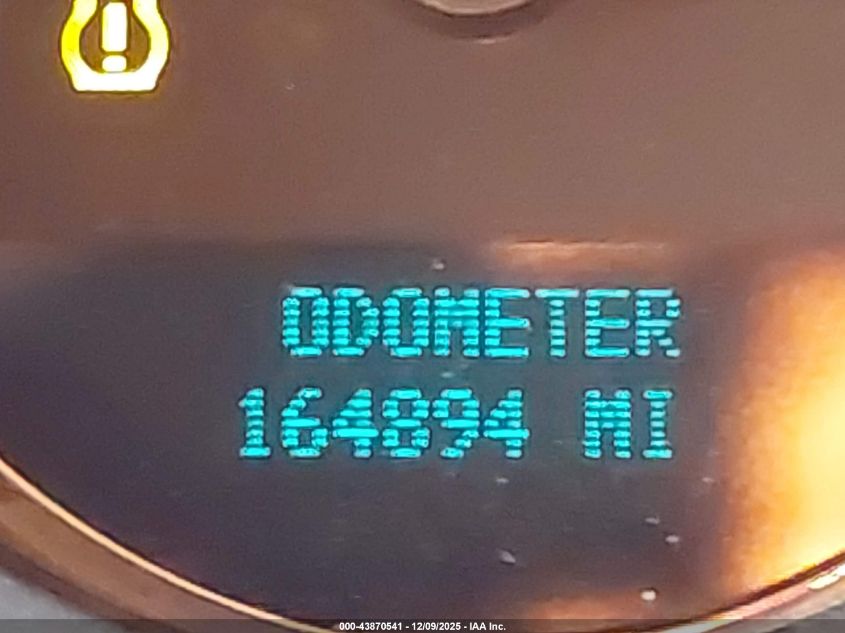 ODOMETER
164894 MI
000-43870541 - 12/09/2025 - IAA Inc.